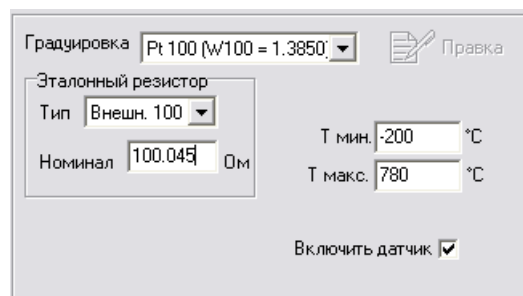 Градуировка Pt 100 (W100 = 1.3850) Правка
Эталонный резистор
Тип Внешн. 100
Номинал 100.045 Ом
Т мин. -200 °C
Т макс. 780 °C
Включить датчик